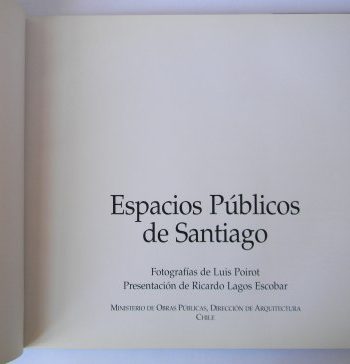 Espacios Públicos
de Santiago
Fotografías de Luis Poirot
Presentación de Ricardo Lagos Escobar
Ministerio de Obras Públicas, Dirección de Arquitectura
Chile